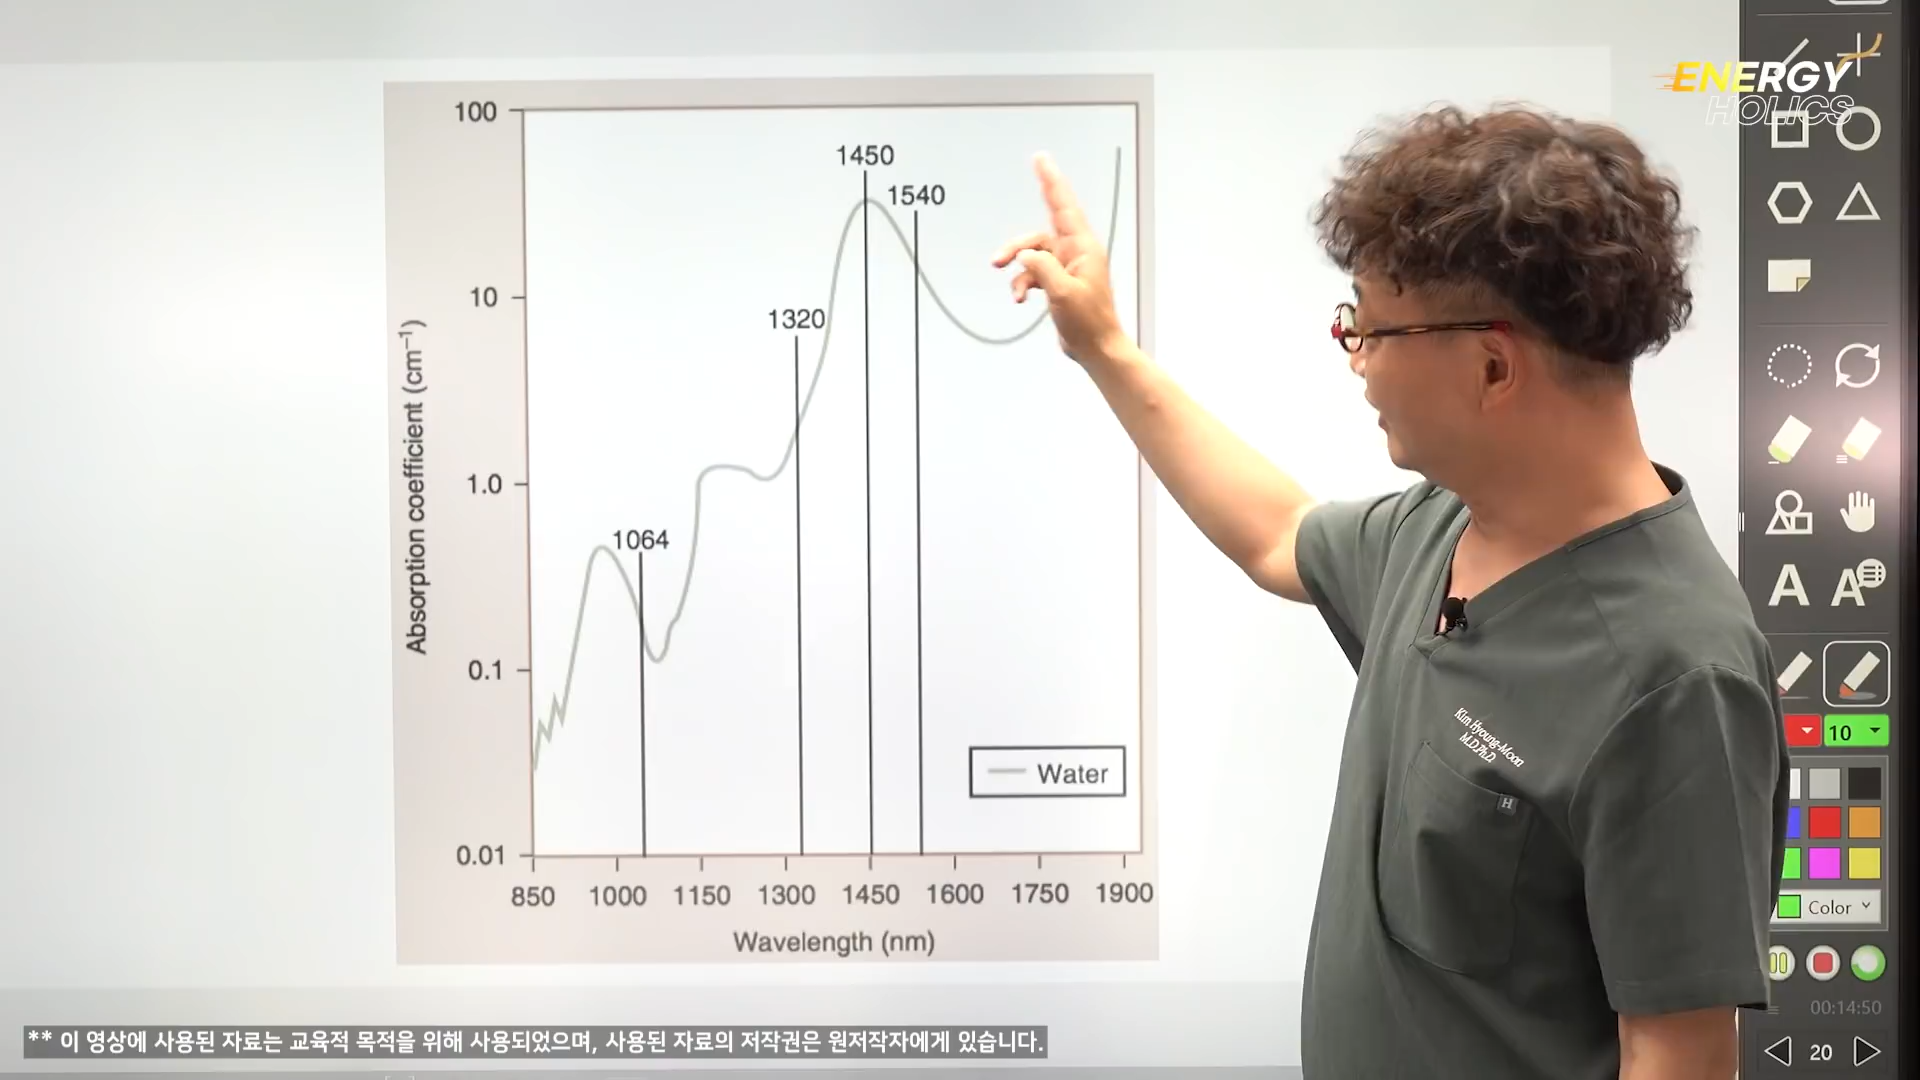 ENERGY
HOLICS
100
10
1.0
0.1
0.01
Absorption coefficient (cm⁻¹)
1450
1540
1320
1064
Water
850 1000 1150 1300 1450 1600 1750 1900
Wavelength (nm)
Kim Hyoung-Moon
M.D.Ph.D
H
A A
10
Color
00:14:50
20
** 이 영상에 사용된 자료는 교육적 목적을 위해 사용되었으며, 사용된 자료의 저작권은 원저작자에게 있습니다.